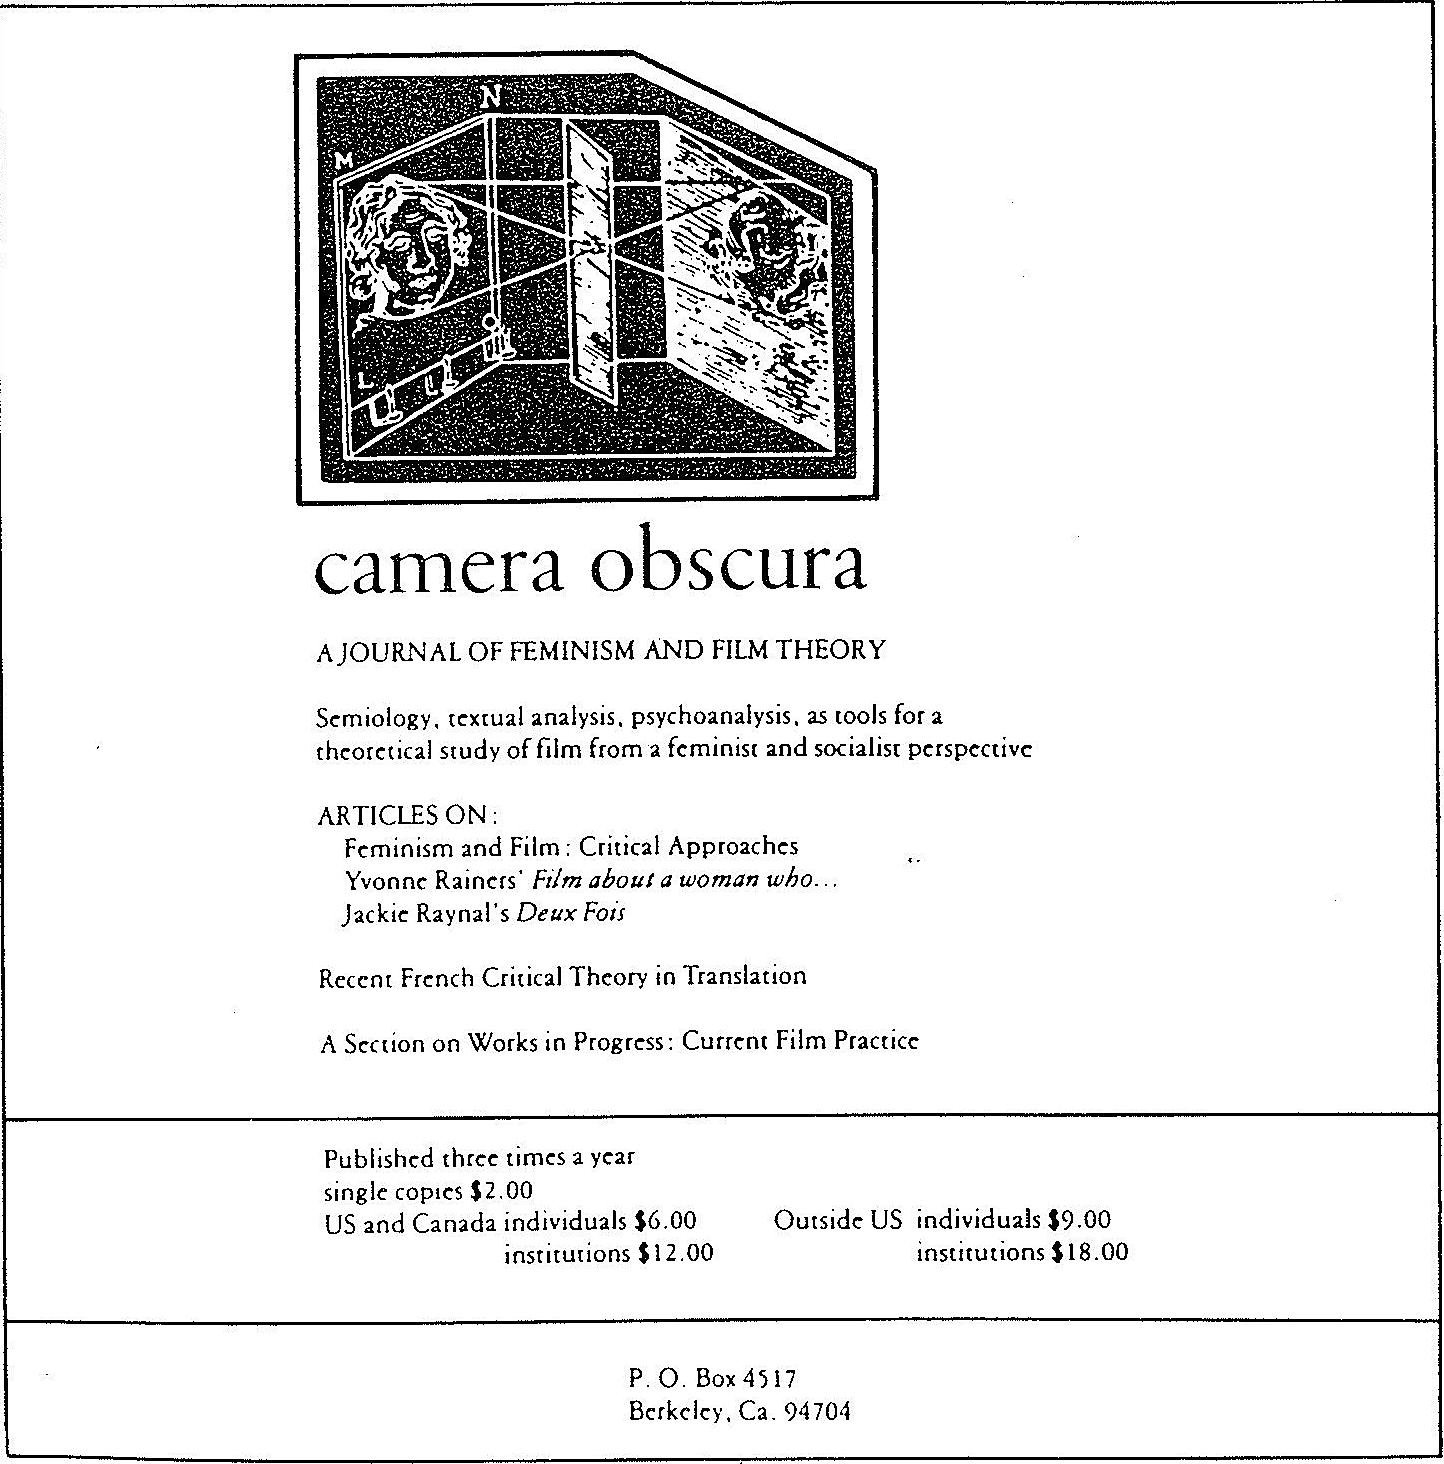 N
M
L
camera obscura
A JOURNAL OF FEMINISM AND FILM THEORY
Semiology, textual analysis, psychoanalysis, as tools for a
theoretical study of film from a feminist and socialist perspective
ARTICLES ON:
Feminism and Film: Critical Approaches
Yvonne Rainers' Film about a woman who...
Jackie Raynal's Deux Fois
Recent French Critical Theory in Translation
A Section on Works in Progress: Current Film Practice
Published three times a year
single copies $2.00
US and Canada individuals $6.00 Outside US individuals $9.00
institutions $12.00 institutions $18.00
P. O. Box 4517
Berkeley, Ca. 94704